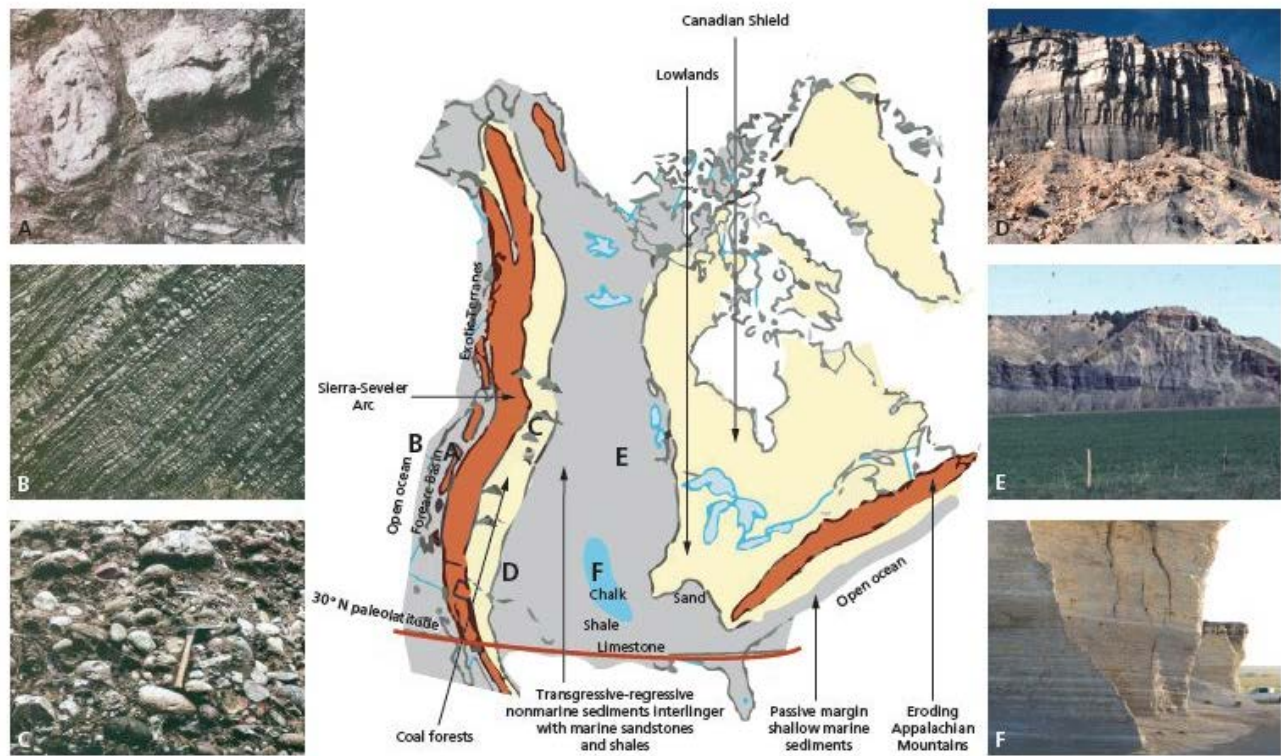 Canadian Shield
Lowlands
A
D
Exotic Terranes
Sierra-Seveler
Arc
B
A
C
E
Open ocean
Forearc Basin
B
E
D
F
Chalk
Sand
Open ocean
30° N paleolatitude
Shale
Limestone
Coal forests
Transgressive-regressive
nonmarine sediments interlinger
with marine sandstones
and shales
Passive margin
shallow marine
sediments
Eroding
Appalachian
Mountains
C
F